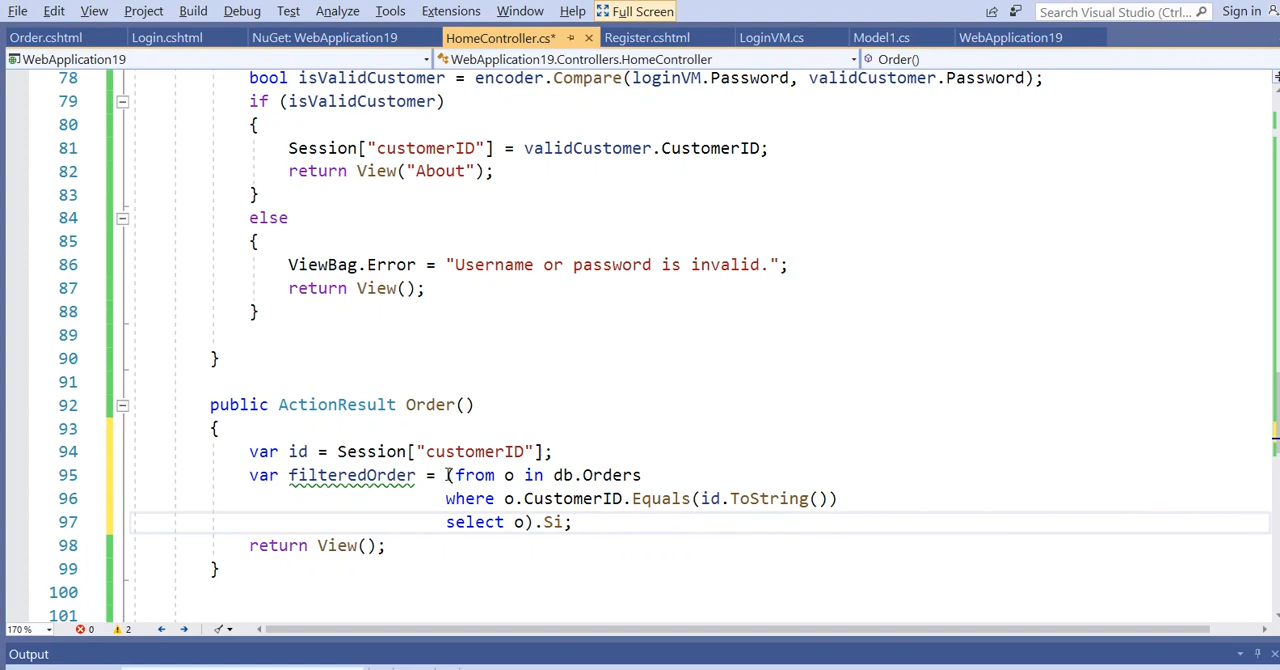 File Edit View Project Build Debug Test Analyze Tools Extensions Window Help Full Screen Search Visual Studio (Ctrl... Sign in
Order.cshtml Login.cshtml NuGet: WebApplication19 HomeController.cs* Register.cshtml LoginVM.cs Model1.cs WebApplication19
WebApplication19 WebApplication19.Controllers.HomeController Order()
78 bool isValidCustomer = encoder.Compare(loginVM.Password, validCustomer.Password);
79 if (isValidCustomer)
80 {
81 Session["customerID"] = validCustomer.CustomerID;
82 return View("About");
83 }
84 else
85 {
86 ViewBag.Error = "Username or password is invalid.";
87 return View();
88 }
89
90 }
91
92 public ActionResult Order()
93 {
94 var id = Session["customerID"];
95 var filteredOrder = (from o in db.Orders
96 where o.CustomerID.Equals(id.ToString())
97 select o).Si;
98 return View();
99 }
100
101
170 % 0 2
Output